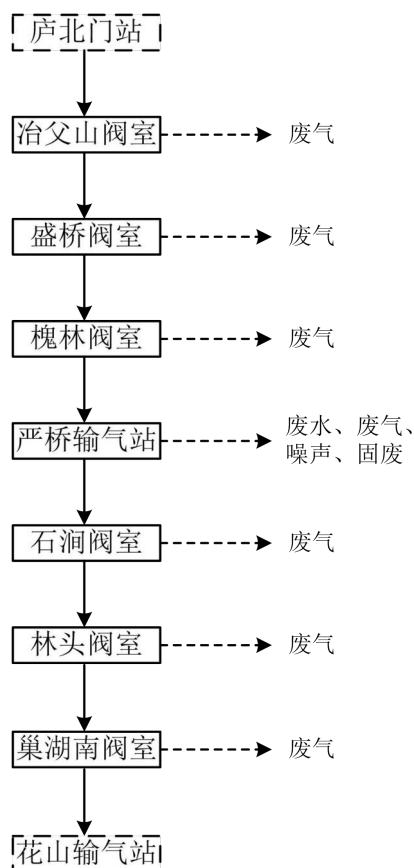 庐北门站
冶父山阀室
废气
盛桥阀室
废气
槐林阀室
废气
严桥输气站
废水、废气、
噪声、固废
石涧阀室
废气
林头阀室
废气
巢湖南阀室
废气
花山输气站